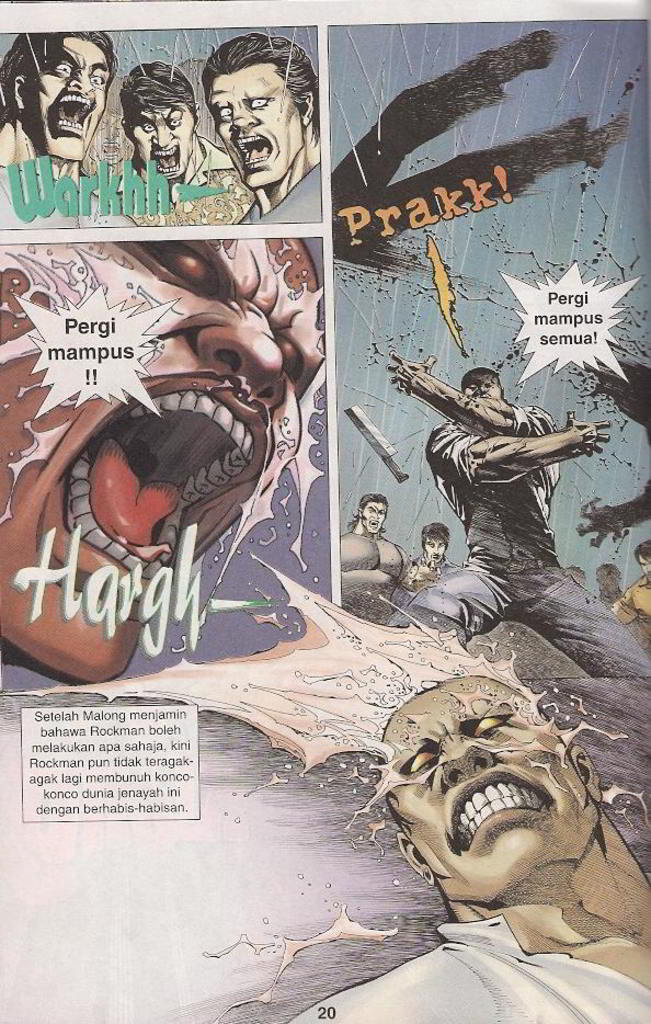 Warkhh
Prakk!
Pergi
mampus
semua!
Pergi
mampus
!!
Hargh
Setelah Malong menjamin
bahawa Rockman boleh
melakukan apa sahaja, kini
Rockman pun tidak teragak-
agak lagi membunuh konco-
konco dunia jenayah ini
dengan berhabis-habisan.
20